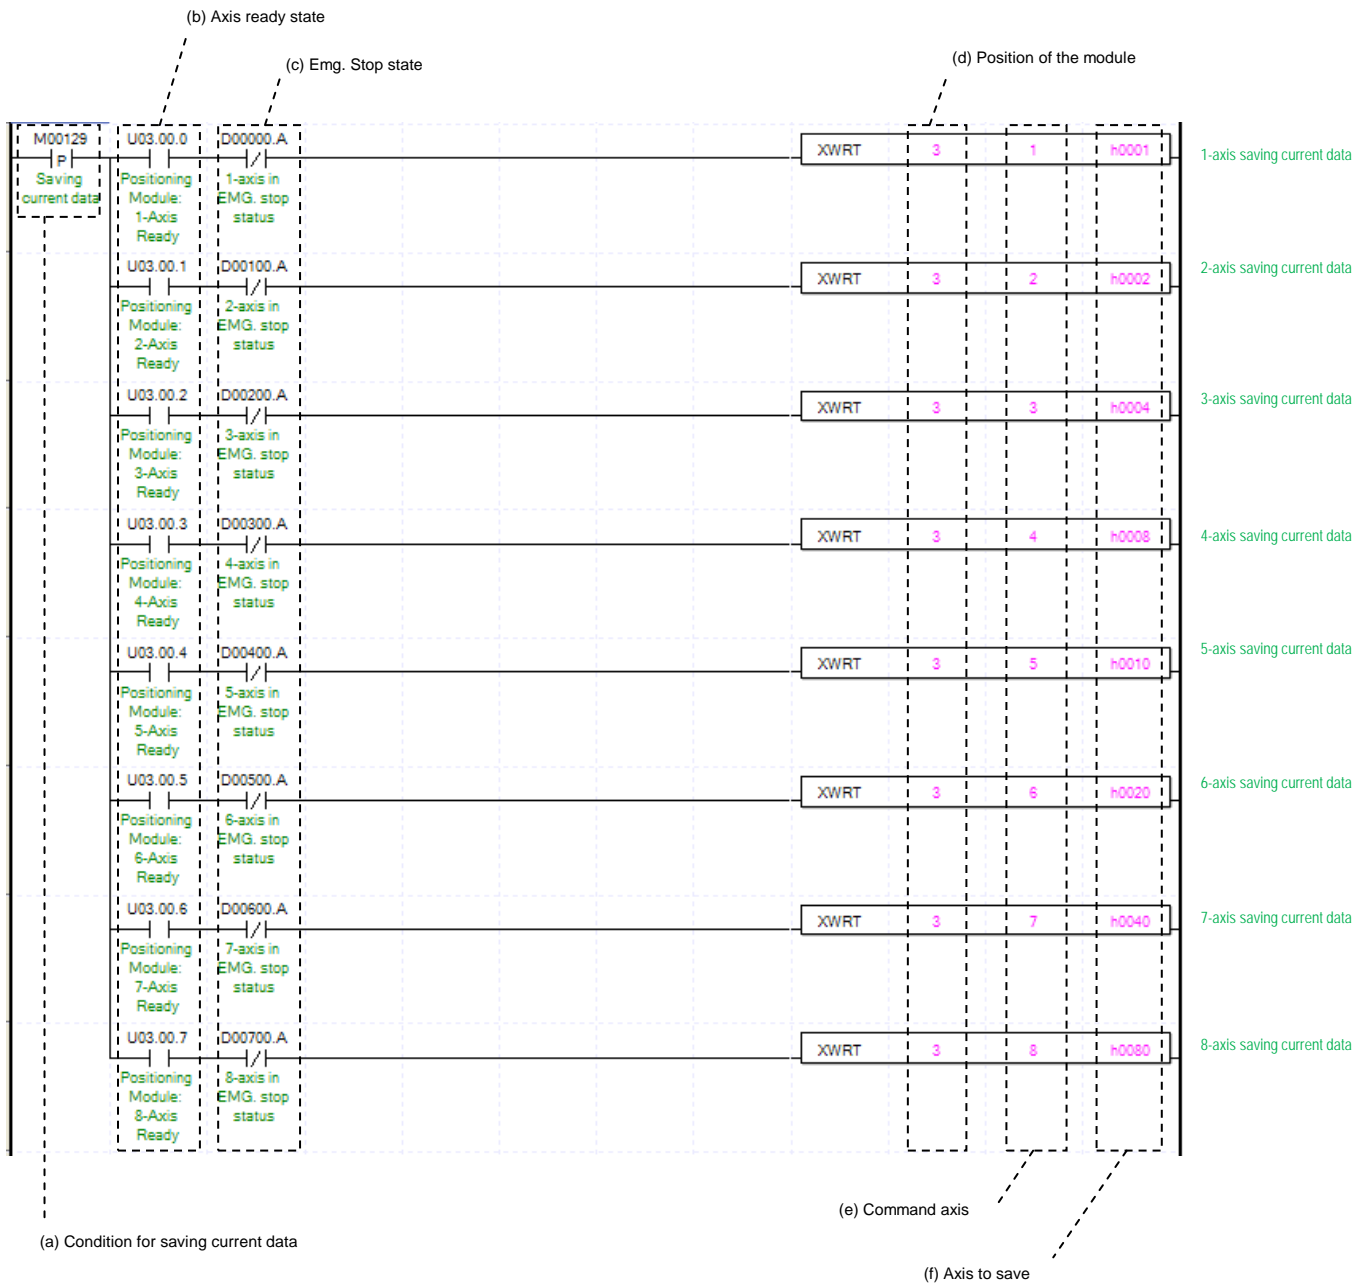 (b) Axis ready state
(c) Emg. Stop state
(d) Position of the module
M00129
U03.00.0
D00000.A
P
XWRT 3 1 h0001
1-axis saving current data
Saving
current data
Positioning
Module:
1-Axis
Ready
1-axis in
EMG. stop
status
U03.00.1
D00100.A
XWRT 3 2 h0002
2-axis saving current data
Positioning
Module:
2-Axis
Ready
2-axis in
EMG. stop
status
U03.00.2
D00200.A
XWRT 3 3 h0004
3-axis saving current data
Positioning
Module:
3-Axis
Ready
3-axis in
EMG. stop
status
U03.00.3
D00300.A
XWRT 3 4 h0008
4-axis saving current data
Positioning
Module:
4-Axis
Ready
4-axis in
EMG. stop
status
U03.00.4
D00400.A
XWRT 3 5 h0010
5-axis saving current data
Positioning
Module:
5-Axis
Ready
5-axis in
EMG. stop
status
U03.00.5
D00500.A
XWRT 3 6 h0020
6-axis saving current data
Positioning
Module:
6-Axis
Ready
6-axis in
EMG. stop
status
U03.00.6
D00600.A
XWRT 3 7 h0040
7-axis saving current data
Positioning
Module:
7-Axis
Ready
7-axis in
EMG. stop
status
U03.00.7
D00700.A
XWRT 3 8 h0080
8-axis saving current data
Positioning
Module:
8-Axis
Ready
8-axis in
EMG. stop
status
(e) Command axis
(a) Condition for saving current data
(f) Axis to save